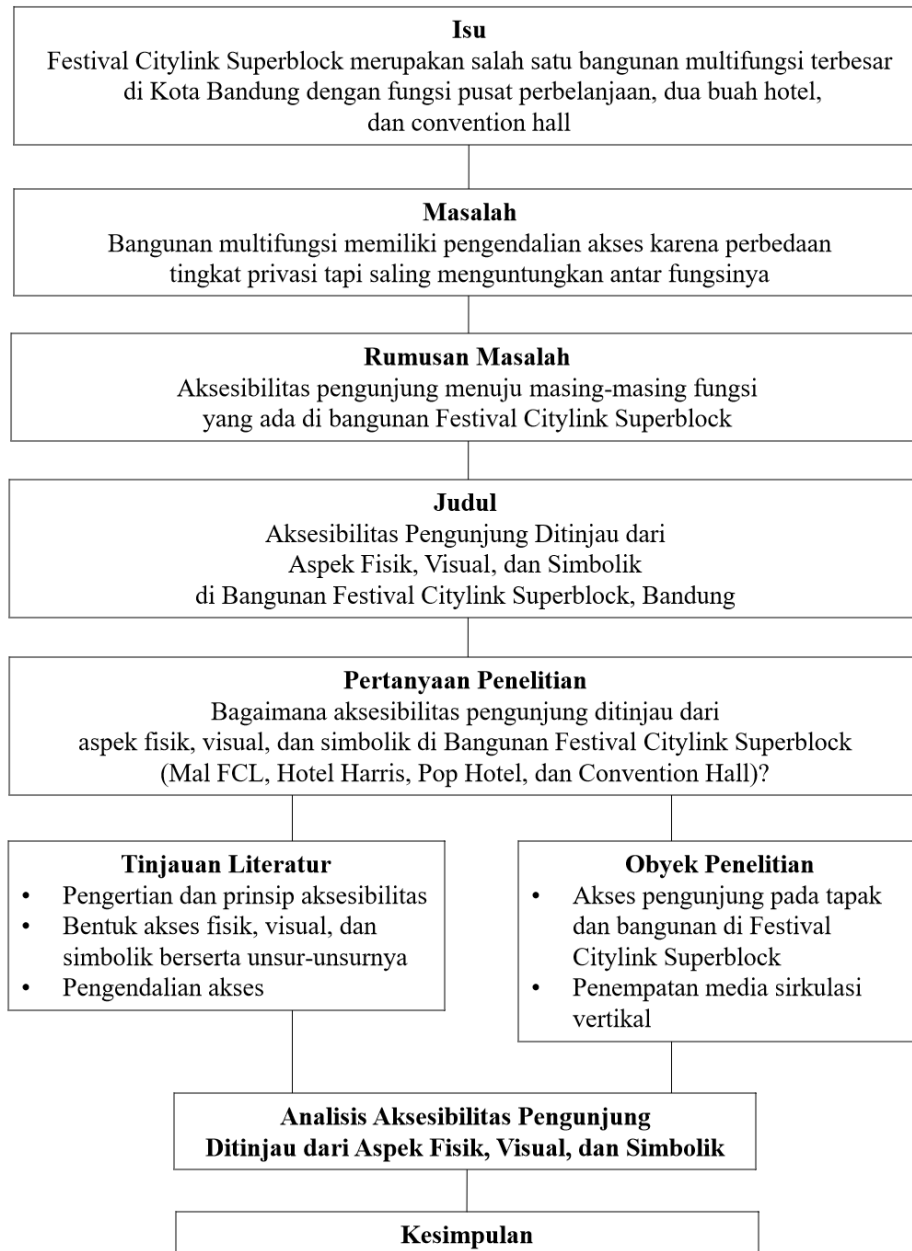 Isu
Festival Citylink Superblock merupakan salah satu bangunan multifungsi terbesar
di Kota Bandung dengan fungsi pusat perbelanjaan, dua buah hotel,
dan convention hall
Masalah
Bangunan multifungsi memiliki pengendalian akses karena perbedaan
tingkat privasi tapi saling menguntungkan antar fungsinya
Rumusan Masalah
Aksesibilitas pengunjung menuju masing-masing fungsi
yang ada di bangunan Festival Citylink Superblock
Judul
Aksesibilitas Pengunjung Ditinjau dari
Aspek Fisik, Visual, dan Simbolik
di Bangunan Festival Citylink Superblock, Bandung
Pertanyaan Penelitian
Bagaimana aksesibilitas pengunjung ditinjau dari
aspek fisik, visual, dan simbolik di Bangunan Festival Citylink Superblock
(Mal FCL, Hotel Harris, Pop Hotel, dan Convention Hall)?
Tinjauan Literatur
• Pengertian dan prinsip aksesibilitas
• Bentuk akses fisik, visual, dan
simbolik berserta unsur-unsurnya
• Pengendalian akses
Obyek Penelitian
• Akses pengunjung pada tapak
dan bangunan di Festival
Citylink Superblock
• Penempatan media sirkulasi
vertikal
Analisis Aksesibilitas Pengunjung
Ditinjau dari Aspek Fisik, Visual, dan Simbolik
Kesimpulan